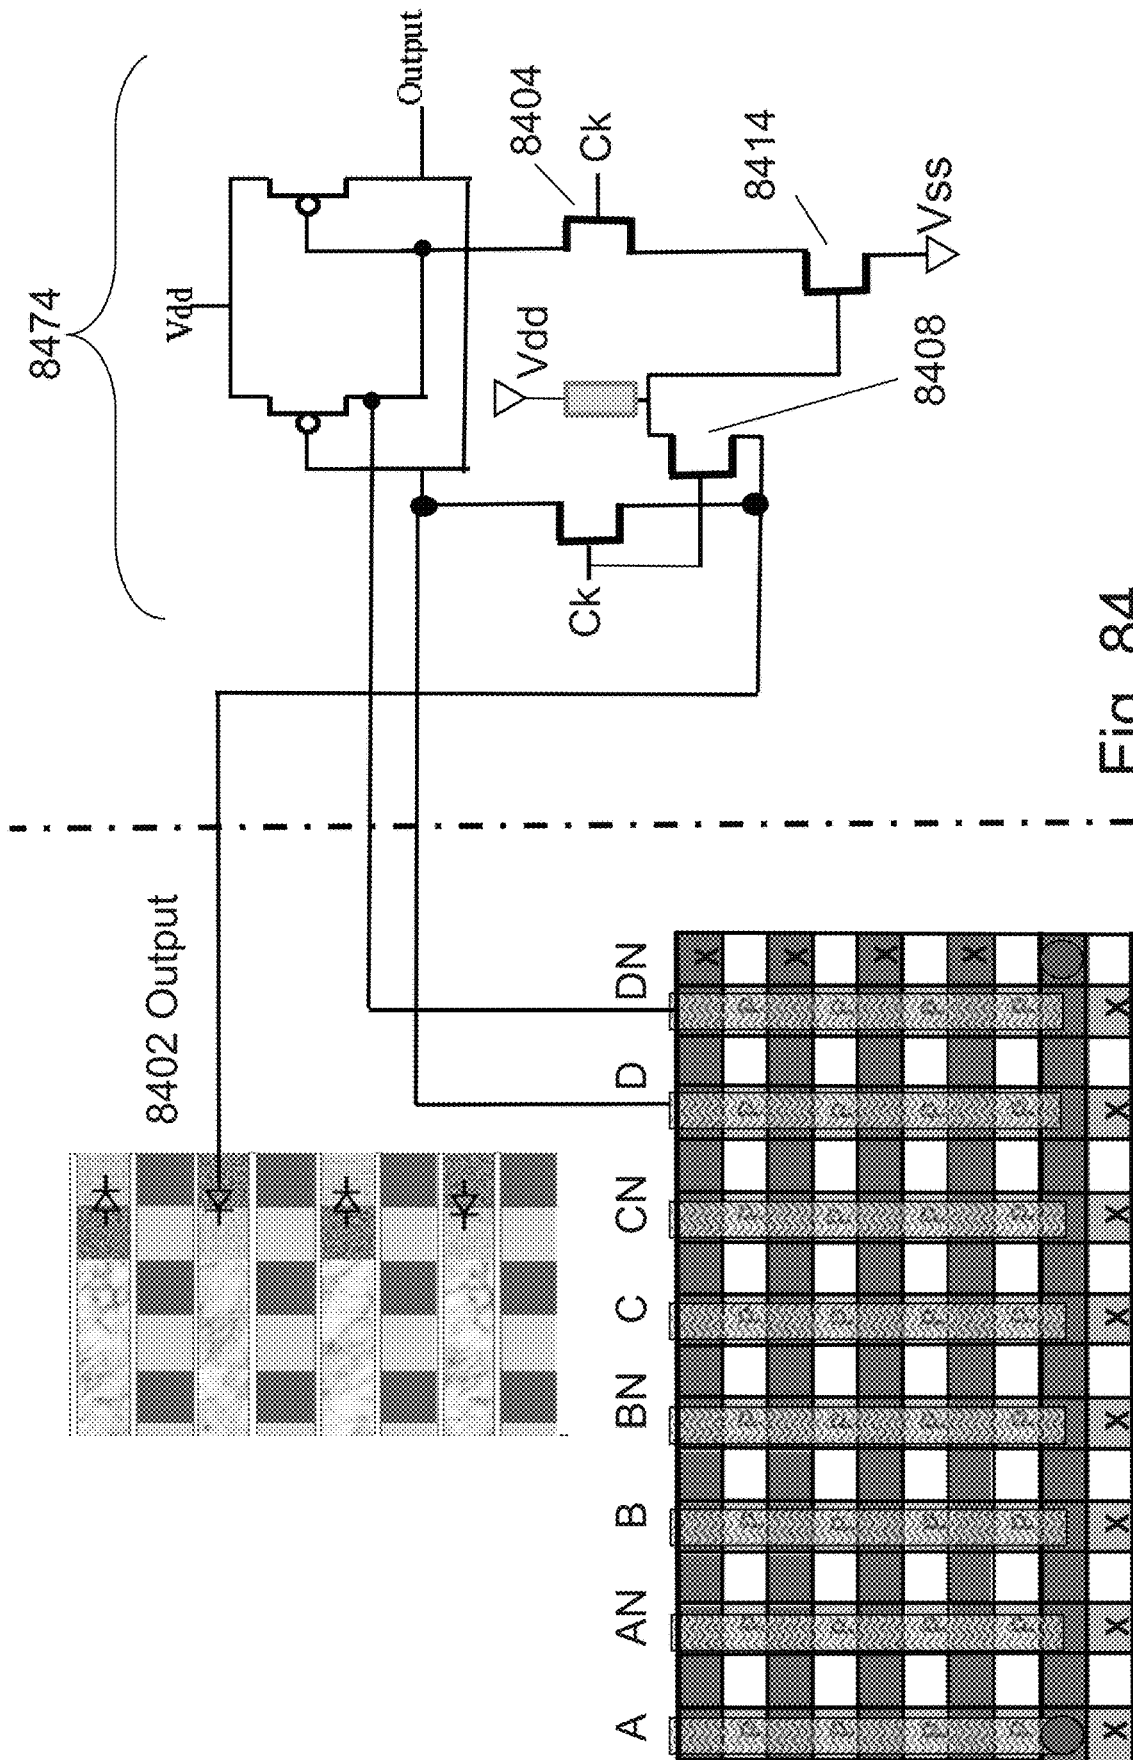 8474
Vdd
Output
8404
Ck
8414
Vss
Vdd
8408
Ck
8402 Output
A AN B BN C CN D DN
X
X
X
X
p p p p p p p p
p p p p p p p p
p p p p p p p p
p p p p p p p p
X X X X X X X X
Fig 84